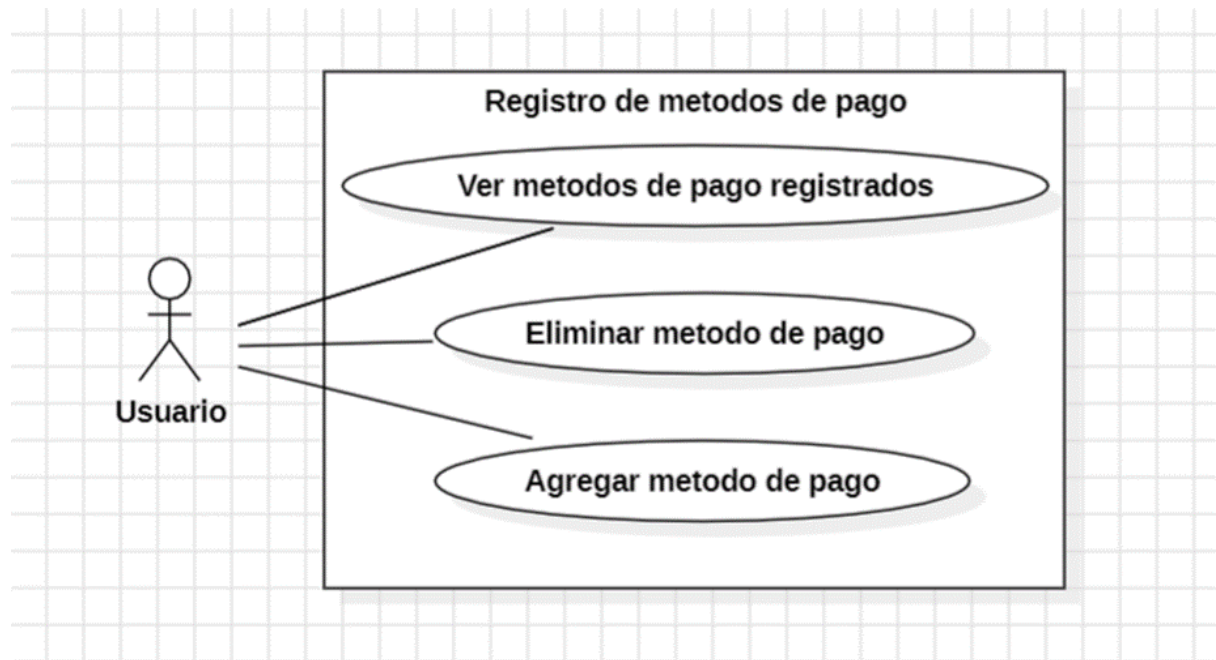 Registro de metodos de pago
Ver metodos de pago registrados
Eliminar metodo de pago
Usuario
Agregar metodo de pago